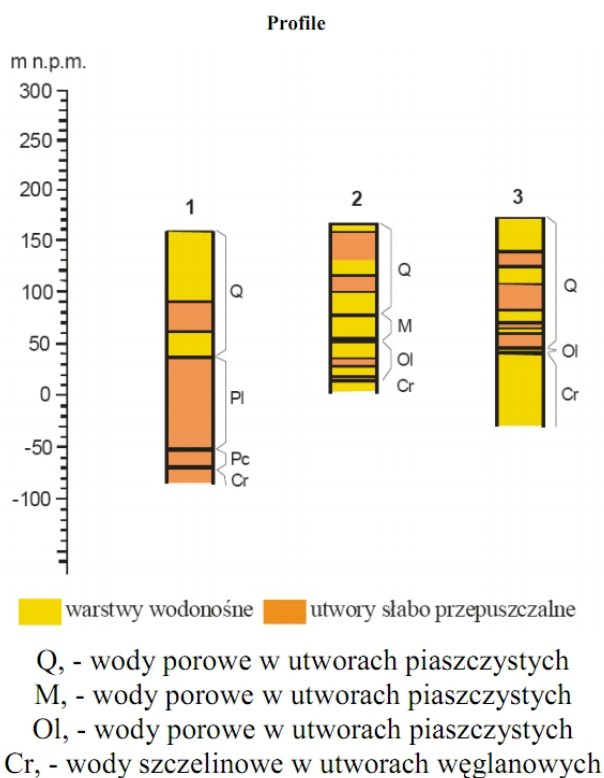 Profile
m n.p.m.
300
250
200
150
100
50
0
-50
-100
1
Q
Pl
Pc
Cr
2
Q
M
Ol
Cr
3
Q
Ol
Cr
warstwy wodonośne utwory słabo przepuszczalne
Q, - wody porowe w utworach piaszczystych
M, - wody porowe w utworach piaszczystych
Ol, - wody porowe w utworach piaszczystych
Cr, - wody szczelinowe w utworach węglanowych